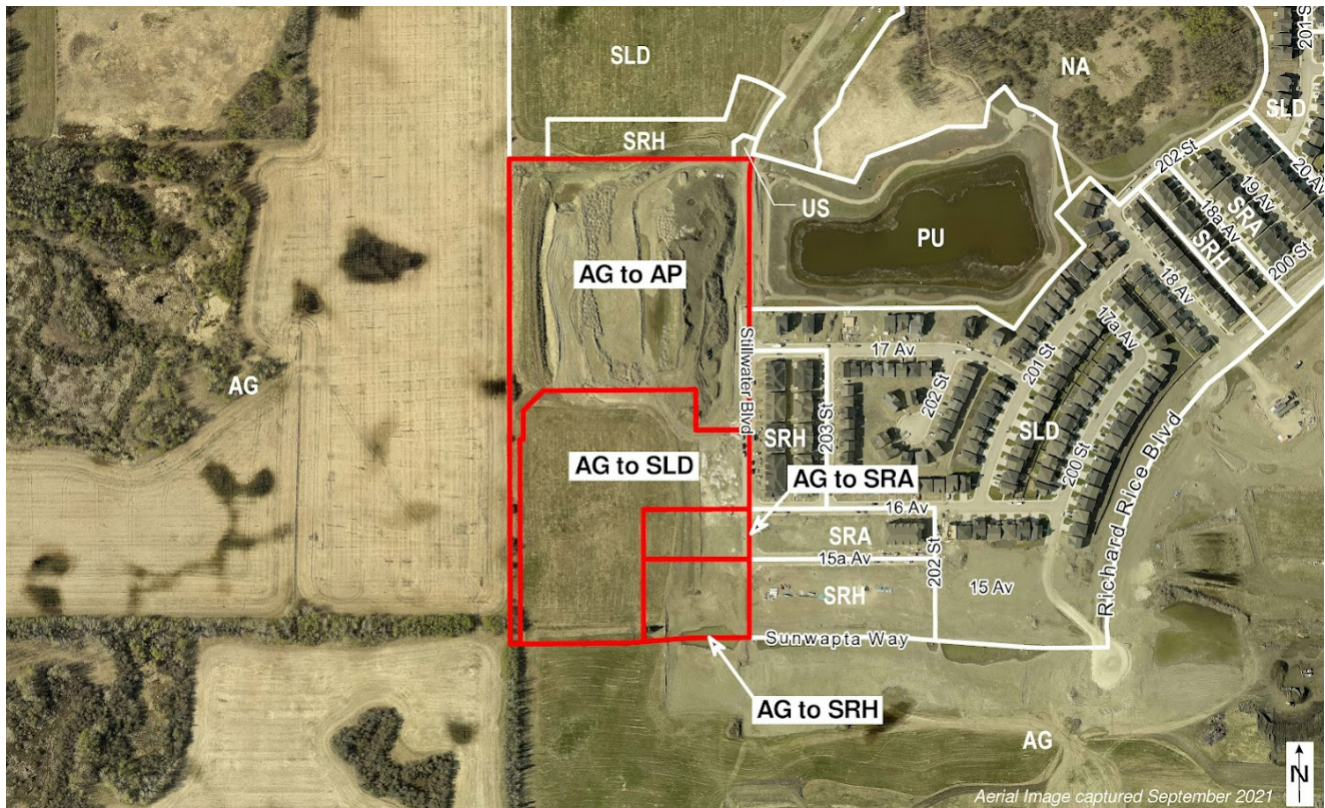 SLD
NA
201 S
SLD
SRH
US
202 St
20 Av
19 Av
SRA
18a Av
SRH
200 St
PU
18 Av
AG to AP
17a Av
Stillwater Blvd
17 Av
201 St
202 St
AG
SRH
203 St
SLD
200 St
Richard Rice Blvd
AG to SLD
AG to SRA
16 Av
SRA
15a Av
202 St
15 Av
SRH
Sunwapta Way
AG to SRH
AG
N
Aerial Image captured September 2021